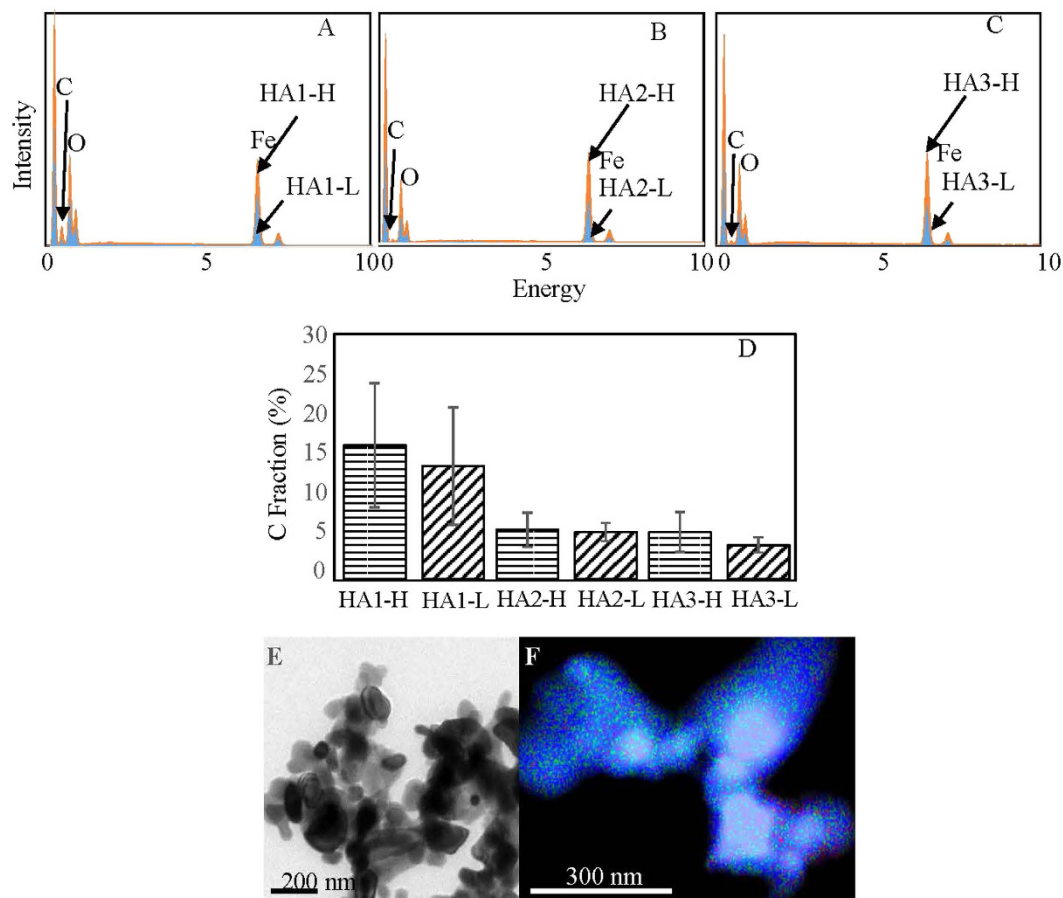 A
B
C
C
HA1-H
Fe
O
HA1-L
C
HA2-H
Fe
O
HA2-L
C
HA3-H
Fe
O
HA3-L
Intensity
0
5
10
0
5
10
0
5
10
Energy
D
C Fraction (%)
30
25
20
15
10
5
0
HA1-H HA1-L HA2-H HA2-L HA3-H HA3-L
E
F
200 nm
300 nm